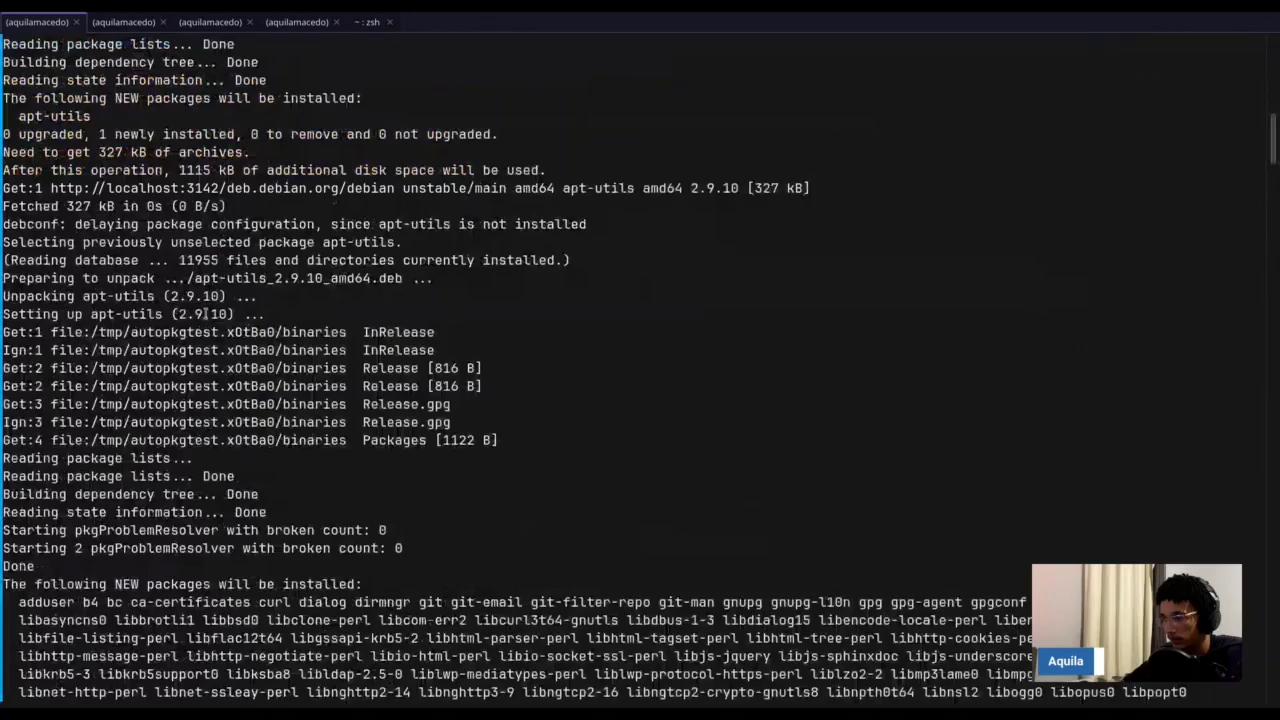 (aquilamacedo) × (aquilamacedo) × (aquilamacedo) × (aquilamacedo) × ~ : zsh ×
Reading package lists... Done
Building dependency tree... Done
Reading state information... Done
The following NEW packages will be installed:
apt-utils
0 upgraded, 1 newly installed, 0 to remove and 0 not upgraded.
Need to get 327 kB of archives.
After this operation, 1115 kB of additional disk space will be used.
Get:1 http://localhost:3142/deb.debian.org/debian unstable/main amd64 apt-utils amd64 2.9.10 [327 kB]
Fetched 327 kB in 0s (0 B/s)
debconf: delaying package configuration, since apt-utils is not installed
Selecting previously unselected package apt-utils.
(Reading database ... 11955 files and directories currently installed.)
Preparing to unpack .../apt-utils_2.9.10_amd64.deb ...
Unpacking apt-utils (2.9.10) ...
Setting up apt-utils (2.9.10) ...
Get:1 file:/tmp/autopkgtest.xOtBa0/binaries  InRelease
Ign:1 file:/tmp/autopkgtest.xOtBa0/binaries  InRelease
Get:2 file:/tmp/autopkgtest.xOtBa0/binaries  Release [816 B]
Get:2 file:/tmp/autopkgtest.xOtBa0/binaries  Release [816 B]
Get:3 file:/tmp/autopkgtest.xOtBa0/binaries  Release.gpg
Ign:3 file:/tmp/autopkgtest.xOtBa0/binaries  Release.gpg
Get:4 file:/tmp/autopkgtest.xOtBa0/binaries  Packages [1122 B]
Reading package lists...
Reading package lists... Done
Building dependency tree... Done
Reading state information... Done
Starting pkgProblemResolver with broken count: 0
Starting 2 pkgProblemResolver with broken count: 0
Done
The following NEW packages will be installed:
adduser b4 bc ca-certificates curl dialog dirmngr git git-email git-filter-repo git-man gnupg gnupg-l10n gpg gpg-agent gpgconf
libasyncns0 libbrotli1 libbsd0 libclone-perl libcom-err2 libcurl3t64-gnutls libdbus-1-3 libdialog15 libencode-locale-perl
libfile-listing-perl libflac12t64 libgssapi-krb5-2 libhtml-parser-perl libhtml-tagset-perl libhtml-tree-perl libhttp-cookies-pe
libhttp-message-perl libhttp-negotiate-perl libio-html-perl libio-socket-ssl-perl libjs-jquery libjs-sphinxdoc libjs-underscore
libkrb5-3 libkrb5support0 libksba8 libldap-2.5-0 liblwp-mediatypes-perl liblwp-protocol-https-perl liblzo2-2 libmp3lame0
libnet-http-perl libnet-ssleay-perl libnghttp2-14 libnghttp3-9 libngtcp2-16 libngtcp2-crypto-gnutls8 libnpth0t64 libnsl2 libogg0 libopus0 libpopt0
Aquila